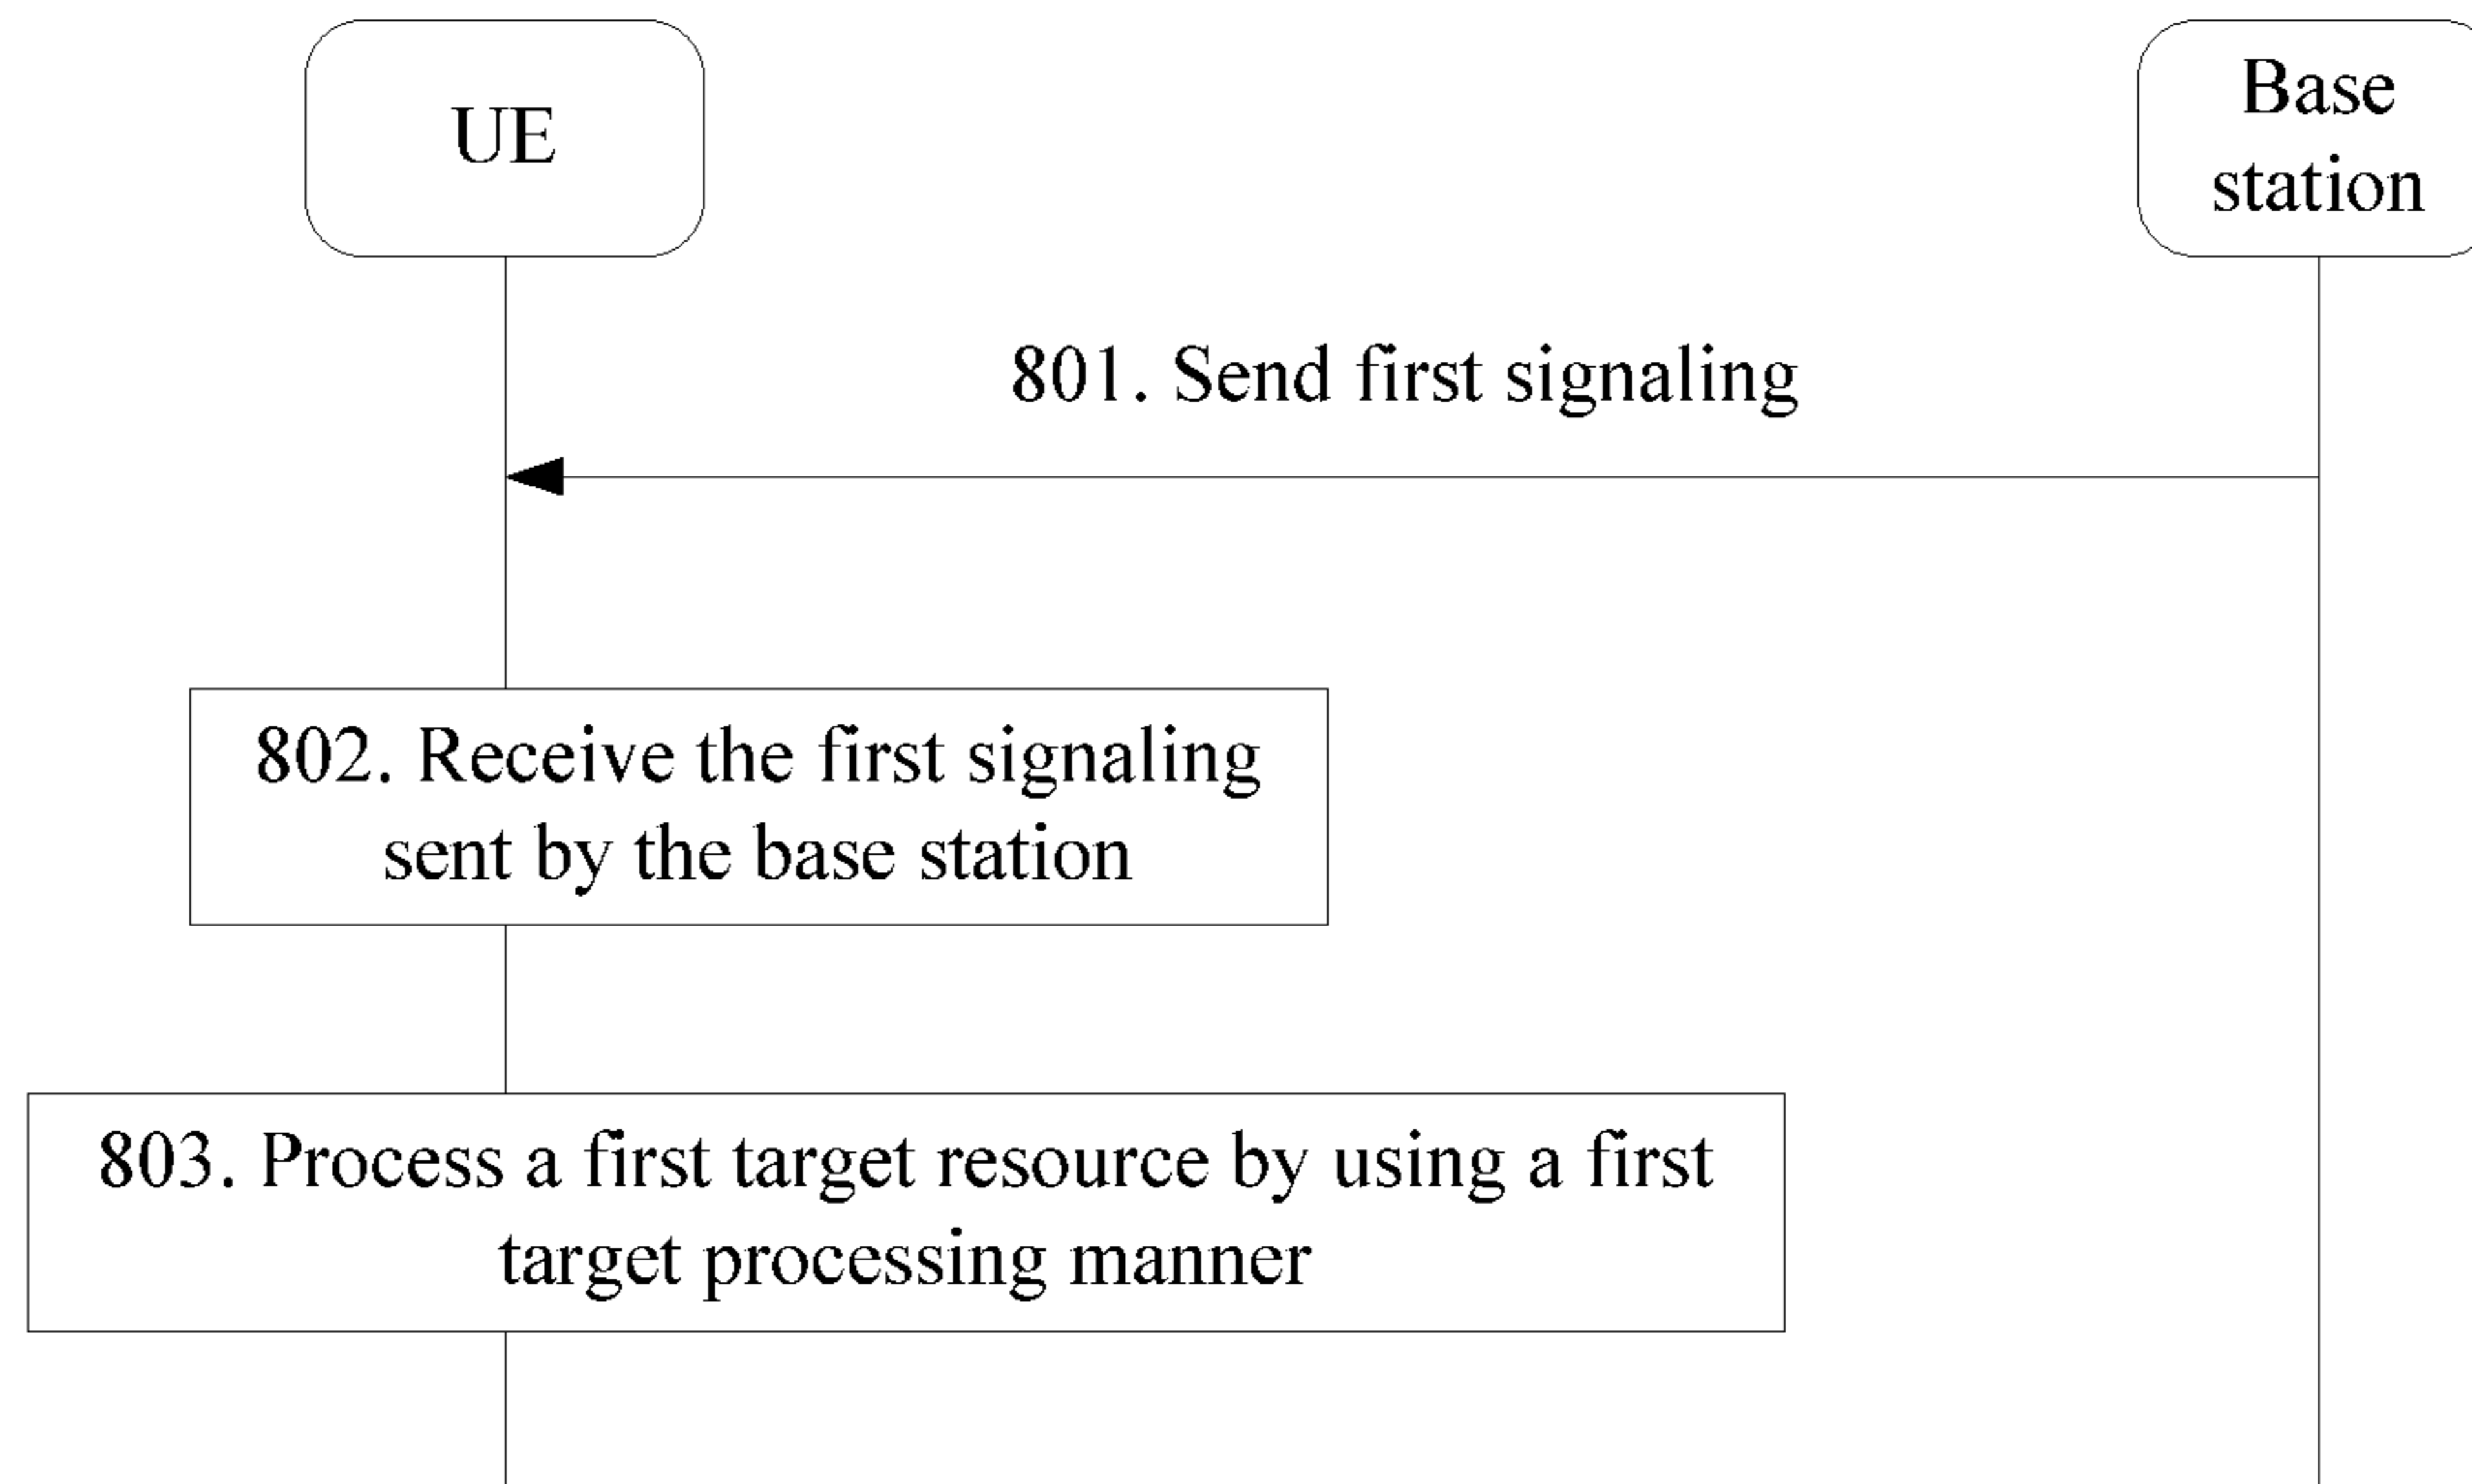 UE
Base
station
801. Send first signaling
802. Receive the first signaling
sent by the base station
803. Process a first target resource by using a first
target processing manner